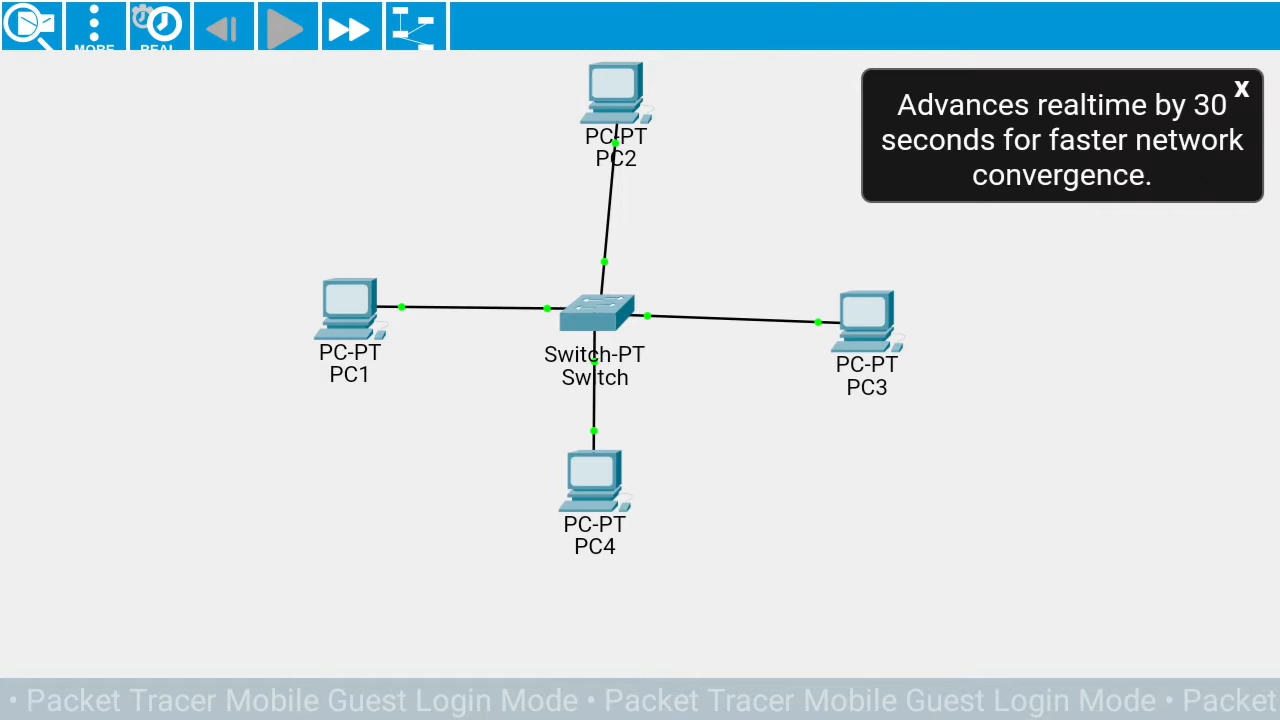 MORE
REAL
x
Advances realtime by 30
seconds for faster network
convergence.
PC-PT
PC2
PC-PT
PC1
Switch-PT
Switch
PC-PT
PC3
PC-PT
PC4
• Packet Tracer Mobile Guest Login Mode • Packet Tracer Mobile Guest Login Mode • Packet